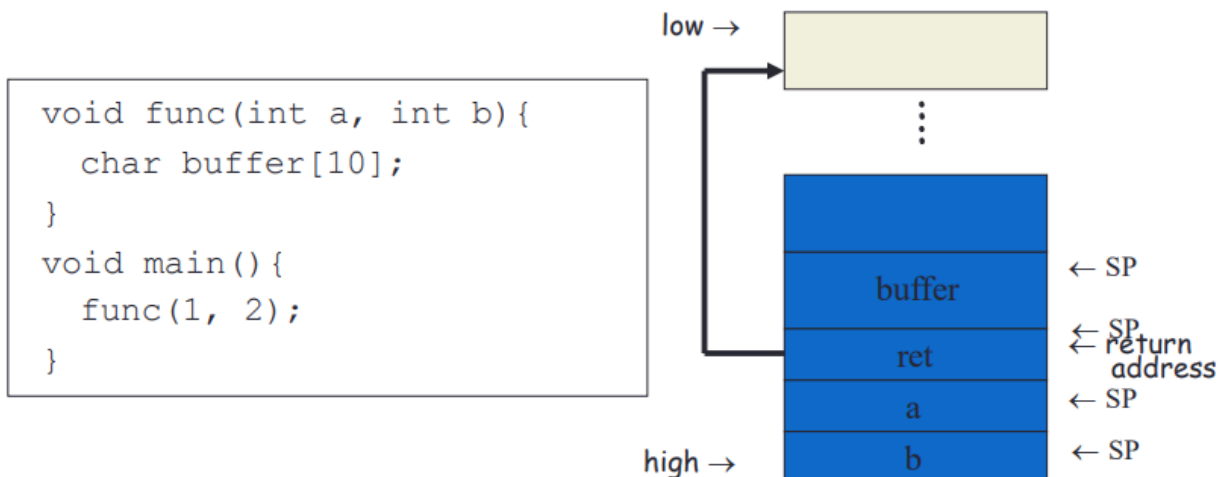 void func(int a, int b){
char buffer[10];
}
void main(){
func(1, 2);
}
low →
← SP
buffer
← SP
← return
address
ret
← SP
a
← SP
high →
b